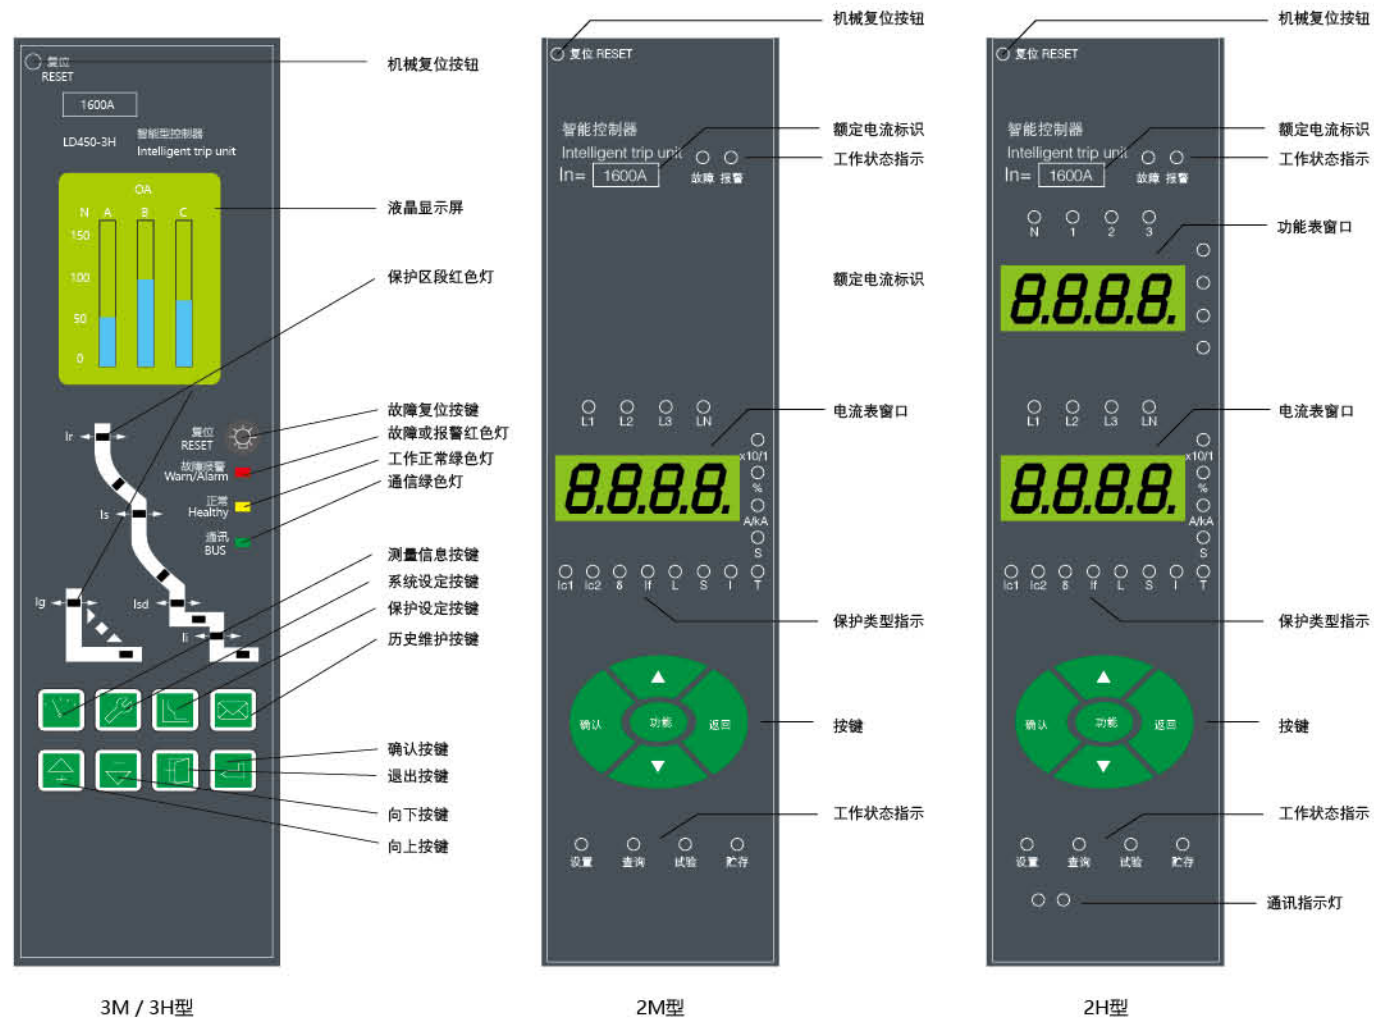 复位
RESET
1600A
LD450-3H
智能型控制器
Intelligent trip unit
OA
N A B C
150
100
50
0
Ir
Is
Ig
Isd
Ii
复位
RESET
故障报警
Warn/Alarm
正常
Healthy
通讯
BUS
机械复位按钮
液晶显示屏
保护区段红色灯
故障复位按键
故障或报警红色灯
工作正常绿色灯
通信绿色灯
测量信息按键
系统设定按键
保护设定按键
历史维护按键
确认按键
退出按键
向下按键
向上按键
3M / 3H型
复位 RESET
智能控制器
Intelligent trip unit
In= 1600A
故障 报警
L1 L2 L3 LN
x10/1
8.8.8.8.
%
A/kA
S
Ic1 Ic2 δ If L S I T
确认 功能 返回
设置 查询 试验 贮存
机械复位按钮
额定电流标识
工作状态指示
额定电流标识
电流表窗口
保护类型指示
按键
工作状态指示
2M型
复位 RESET
智能控制器
Intelligent trip unit
In= 1600A
故障 报警
N 1 2 3
8.8.8.8.
L1 L2 L3 LN
x10/1
8.8.8.8.
%
A/kA
S
Ic1 Ic2 δ If L S I T
确认 功能 返回
设置 查询 试验 贮存
机械复位按钮
额定电流标识
工作状态指示
功能表窗口
电流表窗口
保护类型指示
按键
工作状态指示
通讯指示灯
2H型